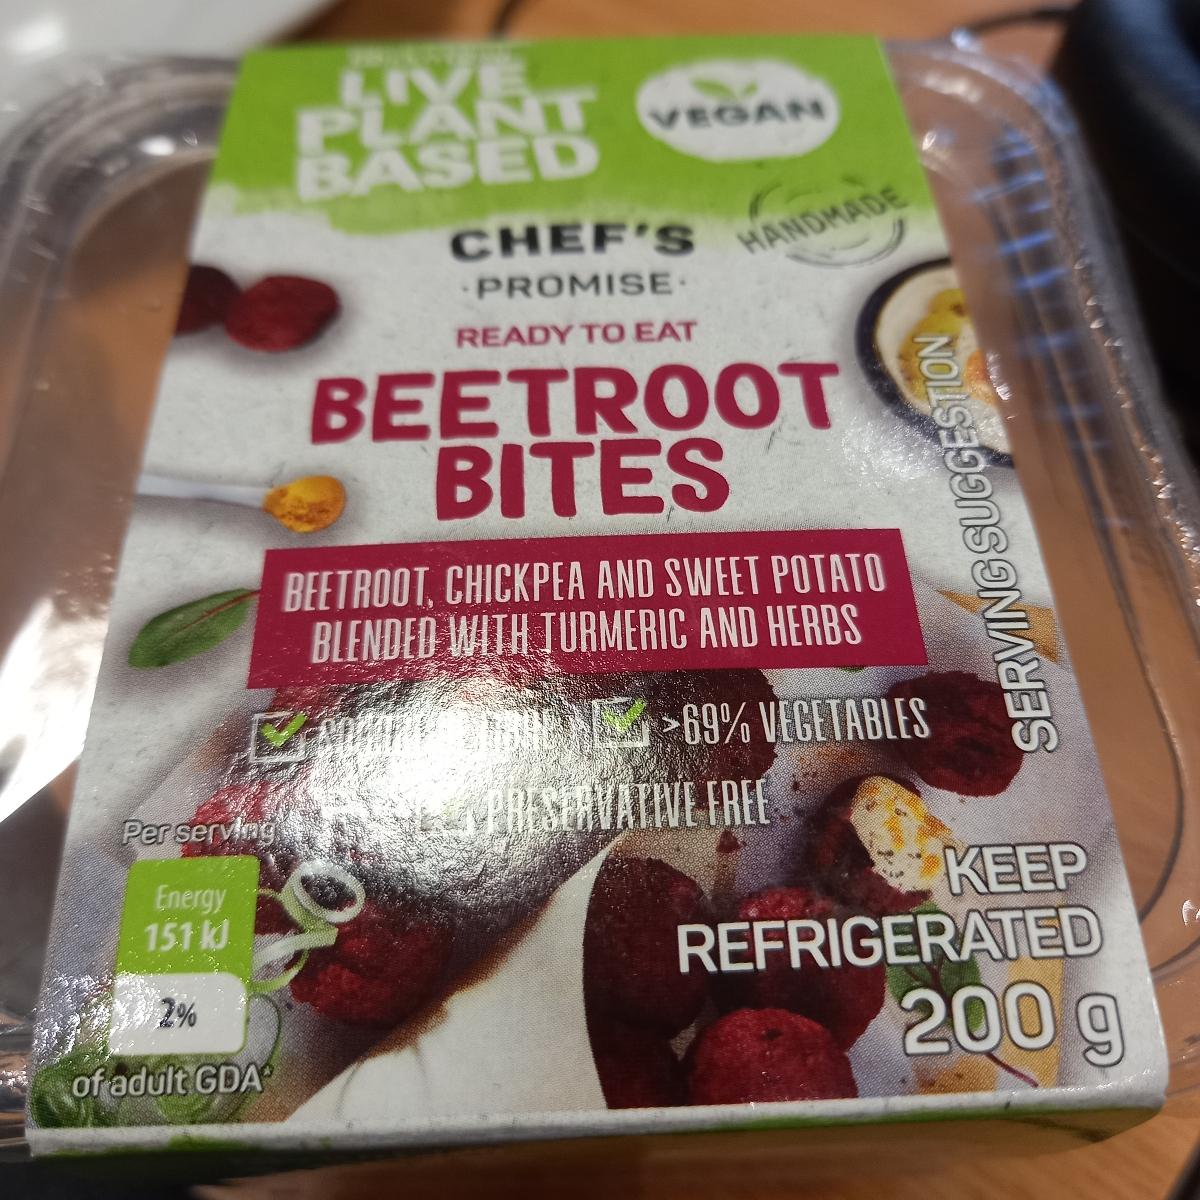 LIVE
PLANT
BASED
VEGAN
HANDMADE
CHEF'S
·PROMISE·
READY TO EAT
BEETROOT
BITES
SERVING SUGGESTION
BEETROOT, CHICKPEA AND SWEET POTATO
BLENDED WITH TURMERIC AND HERBS
>69% VEGETABLES
PRESERVATIVE FREE
Per serving
Energy
151 kJ
2%
of adult GDA*
KEEP
REFRIGERATED
200 g